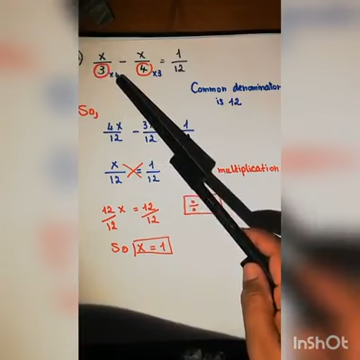 ) x/3 ×4 − x/4 ×3 = 1/12
Common denominator
is 12
So,
4x/12 − 3x/12 1/12
x/12 = 1/12
multiplication
12/12 x = 12/12
÷
So x = 1
InShOt